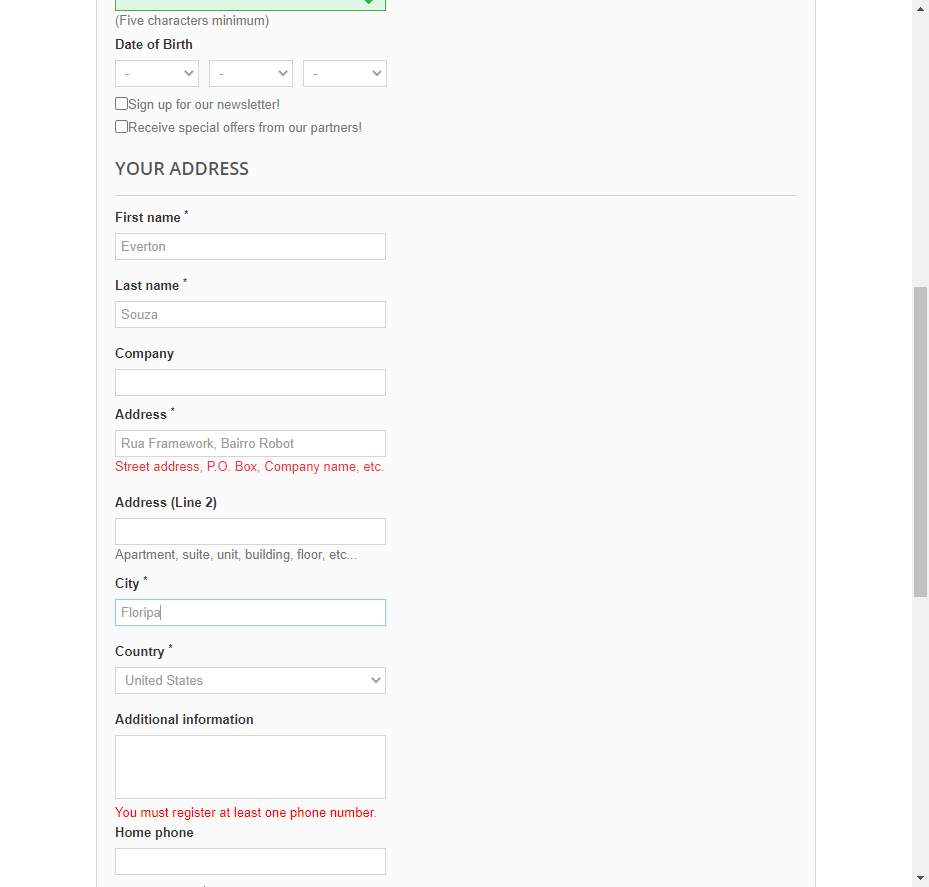 (Five characters minimum)
Date of Birth
- - -
Sign up for our newsletter!
Receive special offers from our partners!
YOUR ADDRESS
First name *
Everton
Last name *
Souza
Company
Address *
Rua Framework, Bairro Robot
Street address, P.O. Box, Company name, etc.
Address (Line 2)
Apartment, suite, unit, building, floor, etc...
City *
Floripa
Country *
United States
Additional information
You must register at least one phone number.
Home phone